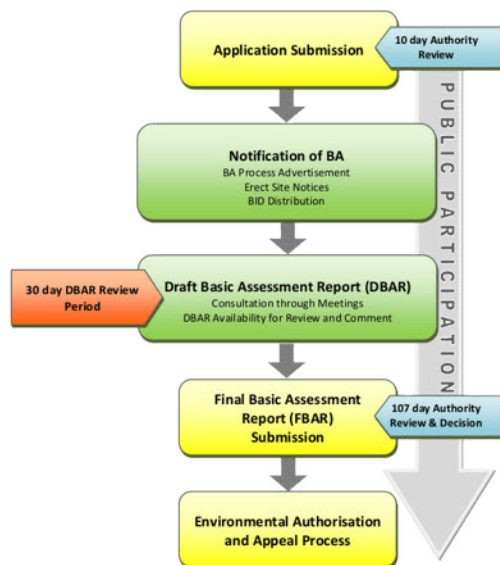 Application Submission
10 day Authority
Review
PUBLIC PARTICIPATION
Notification of BA
BA Process Advertisement
Erect Site Notices
BID Distribution
30 day DBAR Review
Period
Draft Basic Assessment Report (DBAR)
Consultation through Meetings
DBAR Availability for Review and Comment
Final Basic Assessment
Report (FBAR)
Submission
107 day Authority
Review & Decision
Environmental Authorisation
and Appeal Process